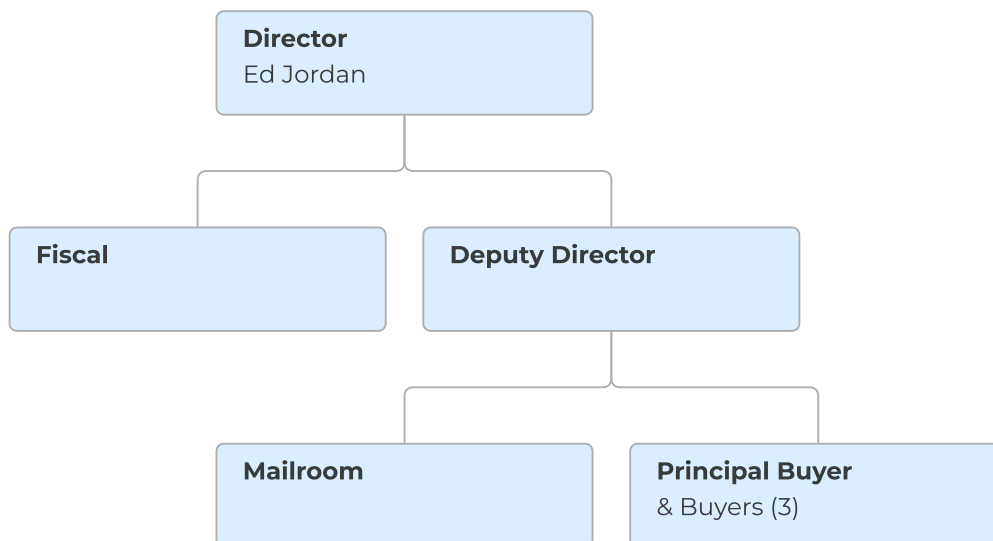 Director
Ed Jordan
Fiscal
Deputy Director
Mailroom
Principal Buyer
& Buyers (3)